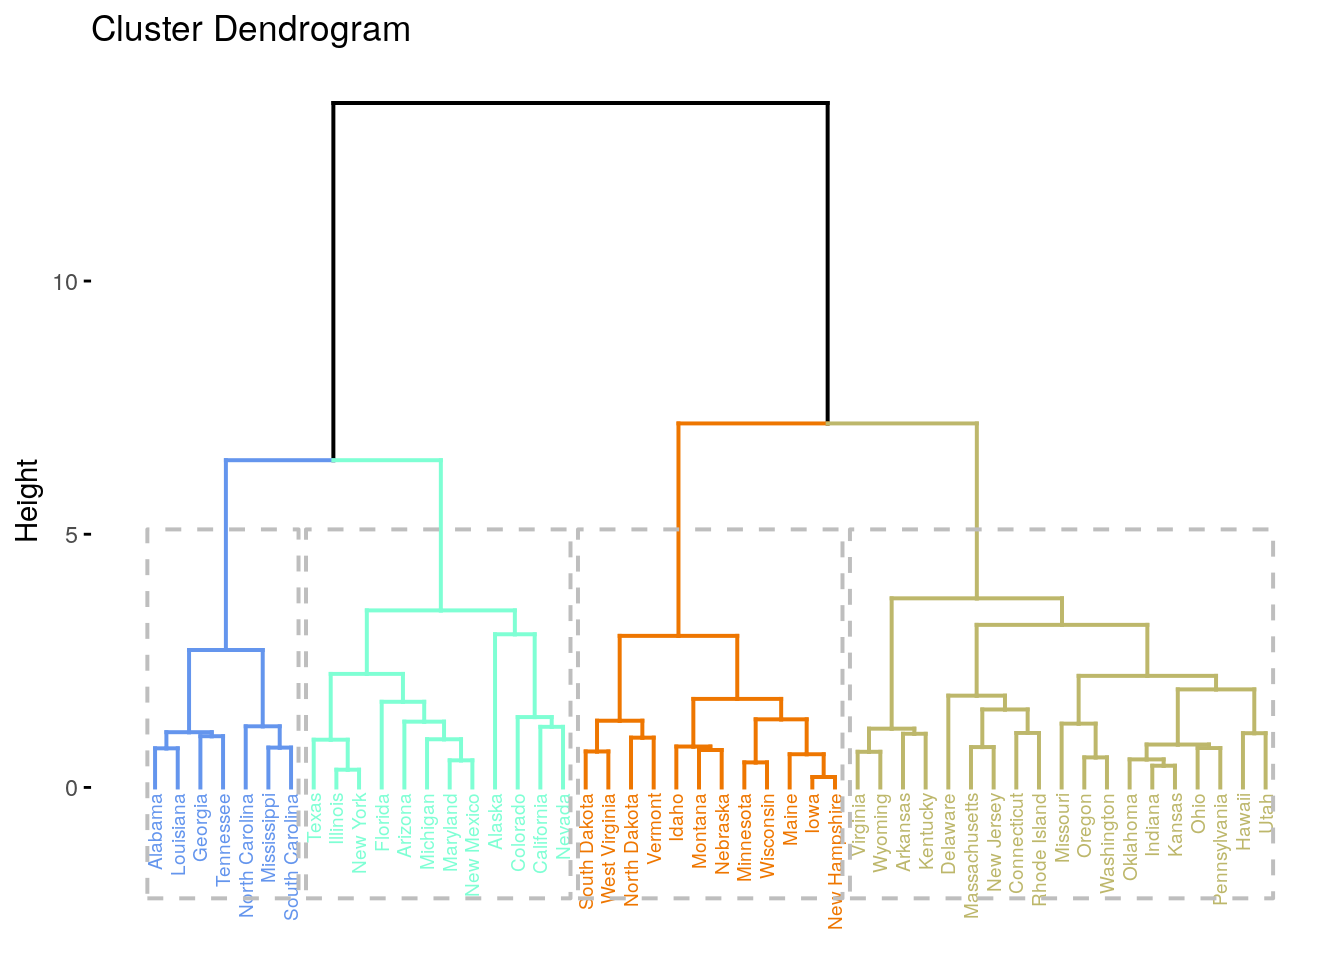 Cluster Dendrogram
Height
10
5
0
Alabama
Louisiana
Georgia
Tennessee
North Carolina
Mississippi
South Carolina
Texas
Illinois
New York
Florida
Arizona
Michigan
Maryland
New Mexico
Alaska
Colorado
California
Nevada
South Dakota
West Virginia
North Dakota
Vermont
Idaho
Montana
Nebraska
Minnesota
Wisconsin
Maine
Iowa
New Hampshire
Virginia
Wyoming
Arkansas
Kentucky
Delaware
Massachusetts
New Jersey
Connecticut
Rhode Island
Missouri
Oregon
Washington
Oklahoma
Indiana
Kansas
Ohio
Pennsylvania
Hawaii
Utah